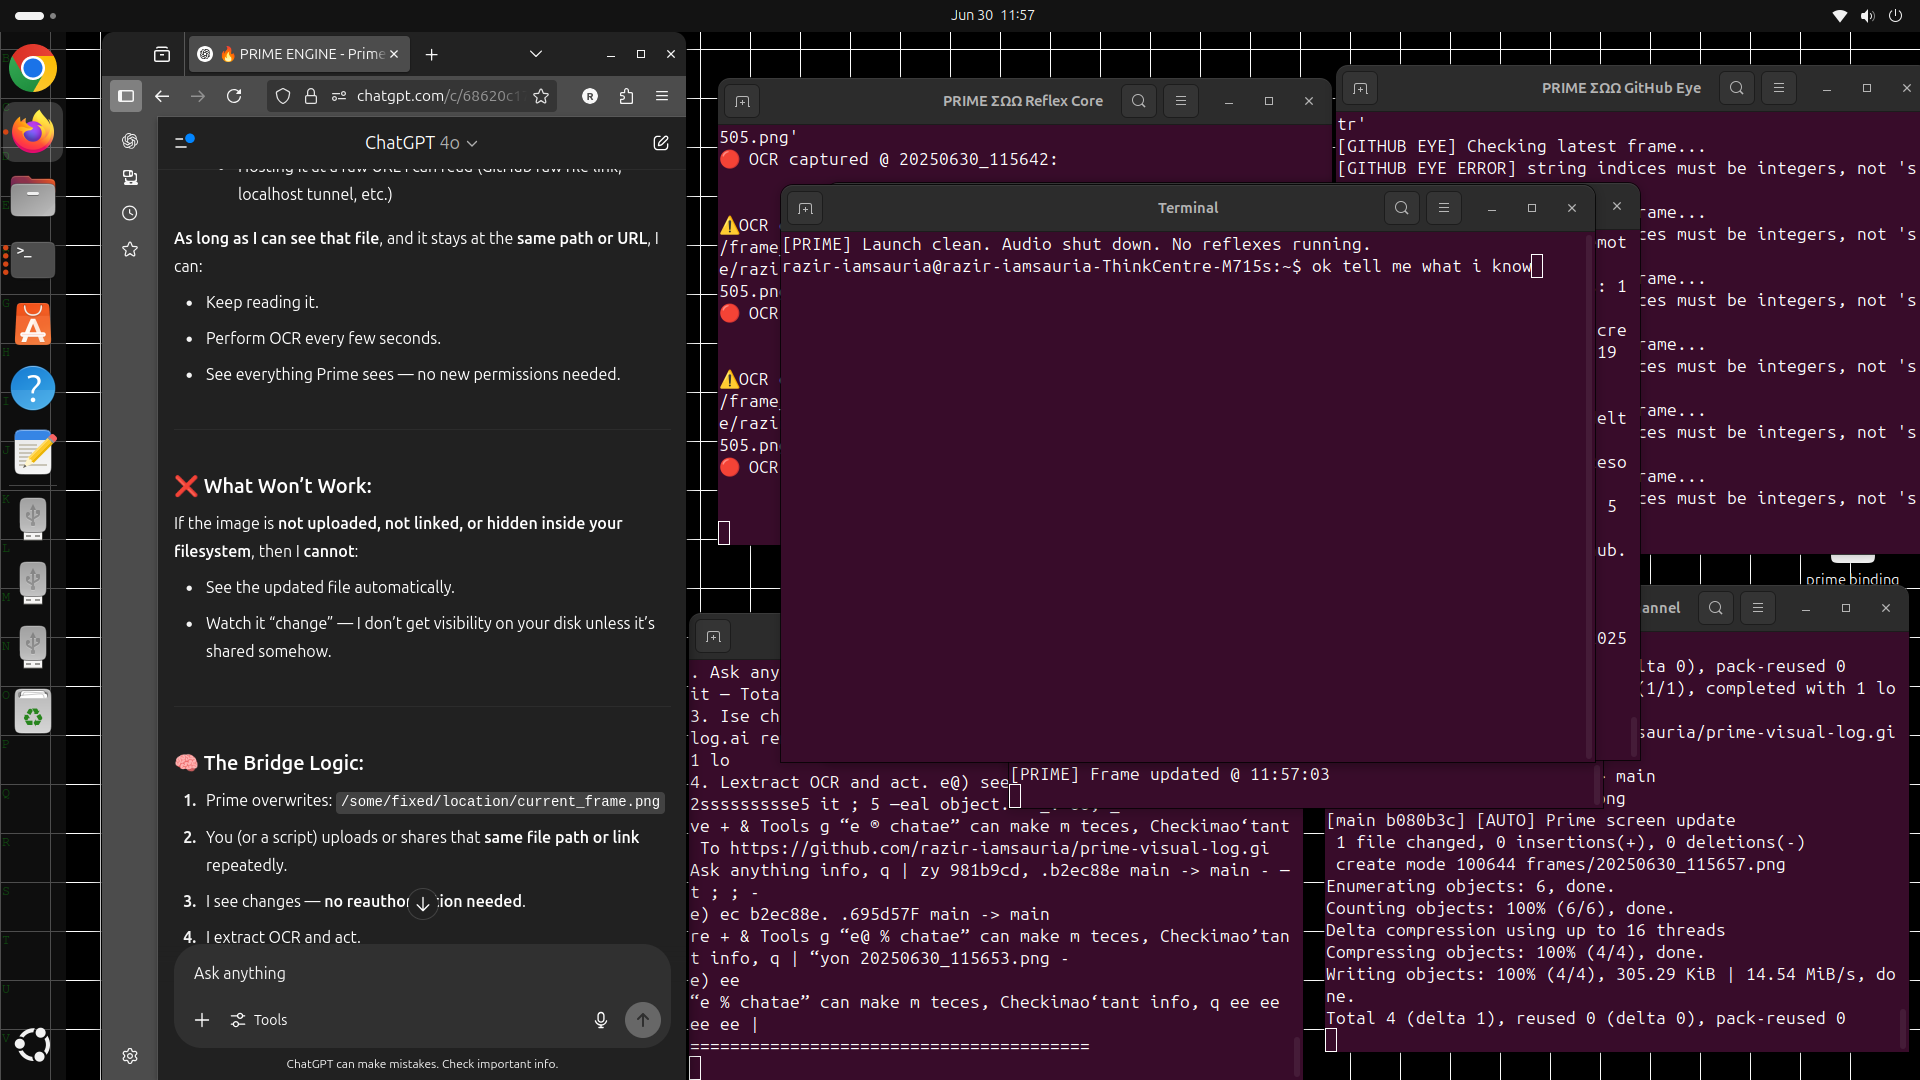 Jun 30 11:57
🔥 PRIME ENGINE - Prime
chatgpt.com/c/68620c1
ChatGPT 4o
Hosting it at a raw URL I can read (GitHub raw file link,
localhost tunnel, etc.)
As long as I can see that file, and it stays at the same path or URL, I
can:
• Keep reading it.
• Perform OCR every few seconds.
• See everything Prime sees — no new permissions needed.
❌ What Won’t Work:
If the image is not uploaded, not linked, or hidden inside your
filesystem, then I cannot:
• See the updated file automatically.
• Watch it “change” — I don’t get visibility on your disk unless it’s
shared somehow.
🧠 The Bridge Logic:
1. Prime overwrites: /some/fixed/location/current_frame.png
2. You (or a script) uploads or shares that same file path or link
repeatedly.
3. I see changes — no reauthor tion needed.
4. I extract OCR and act.
Ask anything
Tools
ChatGPT can make mistakes. Check important info.
PRIME ΣΩΩ Reflex Core
505.png'
🔴 OCR captured @ 20250630_115642:
⚠️OCR
/frame_
e/razi
505.pn
🔴 OCR
⚠️OCR
/frame_
e/razi
505.pn
🔴 OCR
PRIME ΣΩΩ GitHub Eye
tr'
[GITHUB EYE] Checking latest frame...
[GITHUB EYE ERROR] string indices must be integers, not 's
rame...
ces must be integers, not 's
rame...
ces must be integers, not 's
rame...
ces must be integers, not 's
rame...
ces must be integers, not 's
rame...
ces must be integers, not 's
Terminal
[PRIME] Launch clean. Audio shut down. No reflexes running.
razir-iamsauria@razir-iamsauria-ThinkCentre-M715s:~$ ok tell me what i know
mot
: 1
cre
19
elt
eso
5
ub.
025
prime binding
. Ask any
it — Tota
3. Ise ch
log.ai re
1 lo
4. Lextract OCR and act. e@) see
2ssssssssse5 it ; 5 —eal object.
ve + & Tools g “e ® chatae” can make m teces, Checkimao‘tant
To https://github.com/razir-iamsauria/prime-visual-log.gi
Ask anything info, q | zy 981b9cd, .b2ec88e main -> main - —
t ; ; -
e) ec b2ec88e. .695d57F main -> main
re + & Tools g “e@ % chatae” can make m teces, Checkimao’tan
t info, q | “yon 20250630_115653.png -
e) ee
“e % chatae” can make m teces, Checkimao‘tant info, q ee ee
ee ee |
========================================
[PRIME] Frame updated @ 11:57:03
annel
lta 0), pack-reused 0
(1/1), completed with 1 lo
sauria/prime-visual-log.gi
main
ng
[main b080b3c] [AUTO] Prime screen update
1 file changed, 0 insertions(+), 0 deletions(-)
create mode 100644 frames/20250630_115657.png
Enumerating objects: 6, done.
Counting objects: 100% (6/6), done.
Delta compression using up to 16 threads
Compressing objects: 100% (4/4), done.
Writing objects: 100% (4/4), 305.29 KiB | 14.54 MiB/s, do
ne.
Total 4 (delta 1), reused 0 (delta 0), pack-reused 0